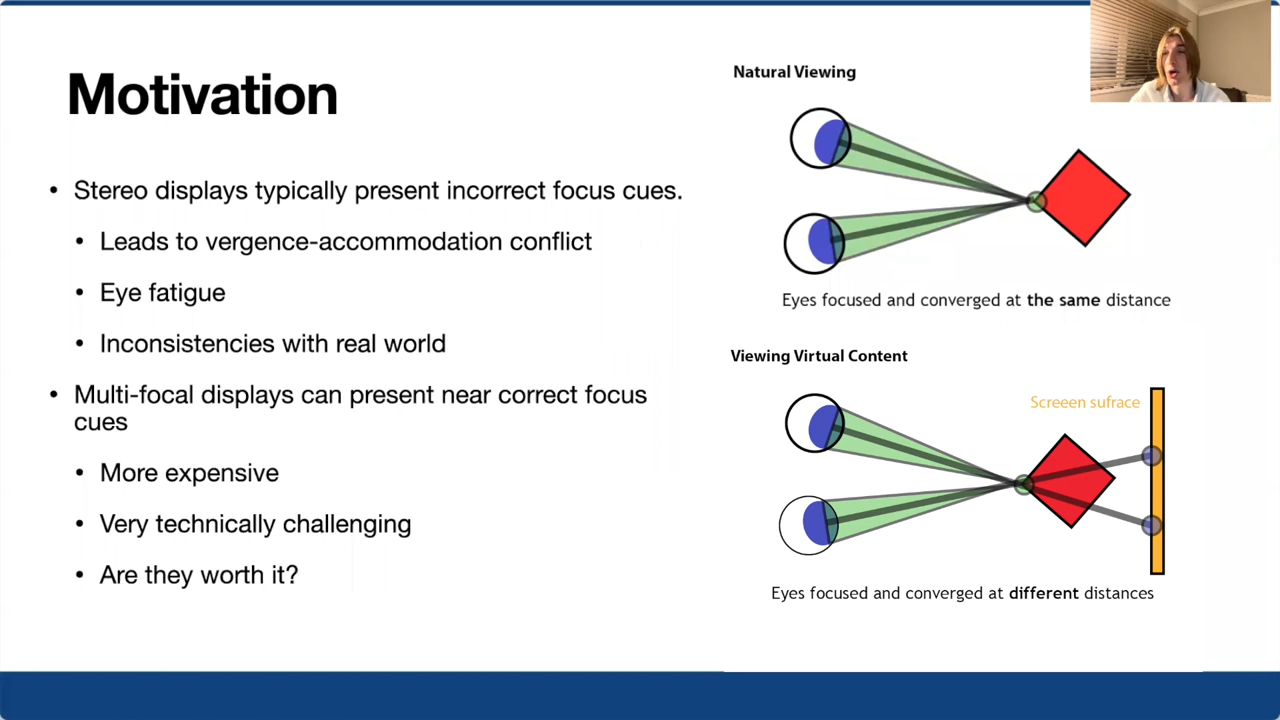 Motivation
• Stereo displays typically present incorrect focus cues.
• Leads to vergence-accommodation conflict
• Eye fatigue
• Inconsistencies with real world
• Multi-focal displays can present near correct focus
cues
• More expensive
• Very technically challenging
• Are they worth it?
Natural Viewing
Eyes focused and converged at the same distance
Viewing Virtual Content
Screeen sufrace
Eyes focused and converged at different distances